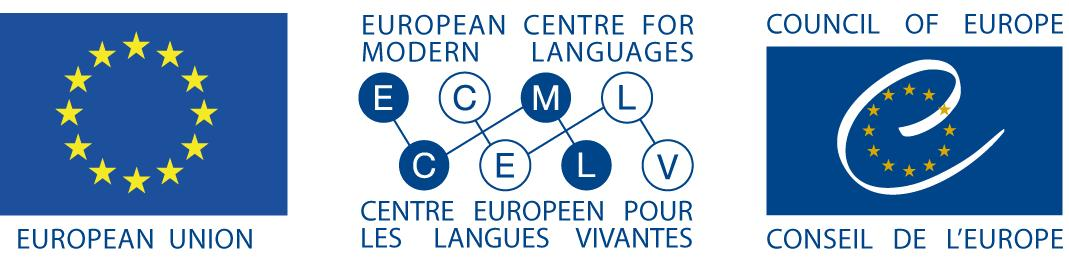 EUROPEAN UNION
EUROPEAN CENTRE FOR
MODERN LANGUAGES
E C M L
C E L V
CENTRE EUROPEEN POUR
LES LANGUES VIVANTES
COUNCIL OF EUROPE
CONSEIL DE L'EUROPE